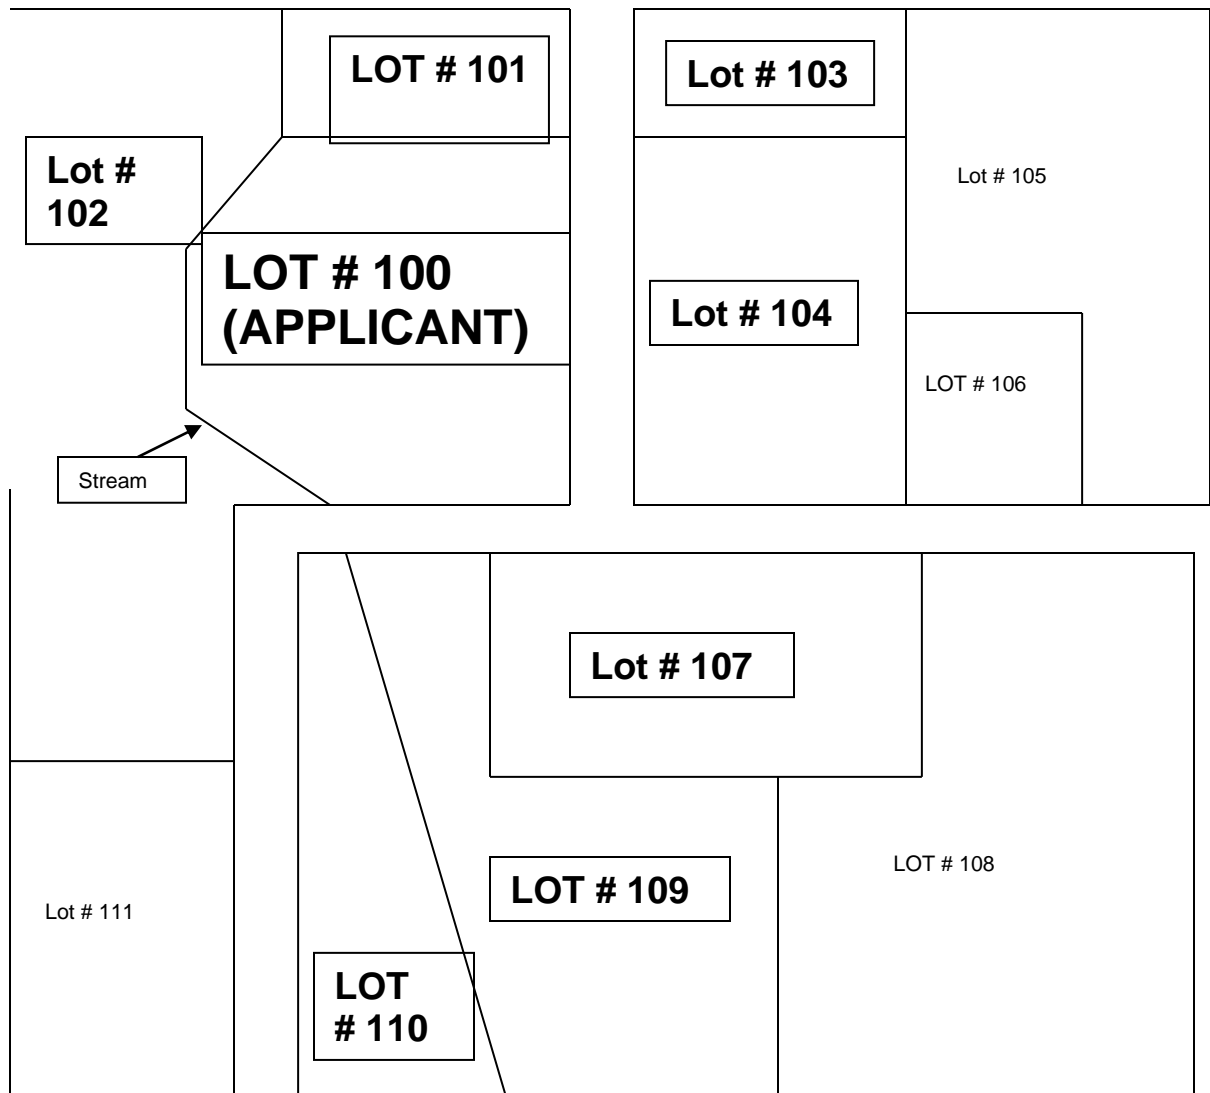 LOT # 101
Lot # 103
Lot #
102
Lot # 105
LOT # 100
(APPLICANT)
Lot # 104
LOT # 106
Stream
Lot # 107
LOT # 109
LOT # 108
Lot # 111
LOT
# 110